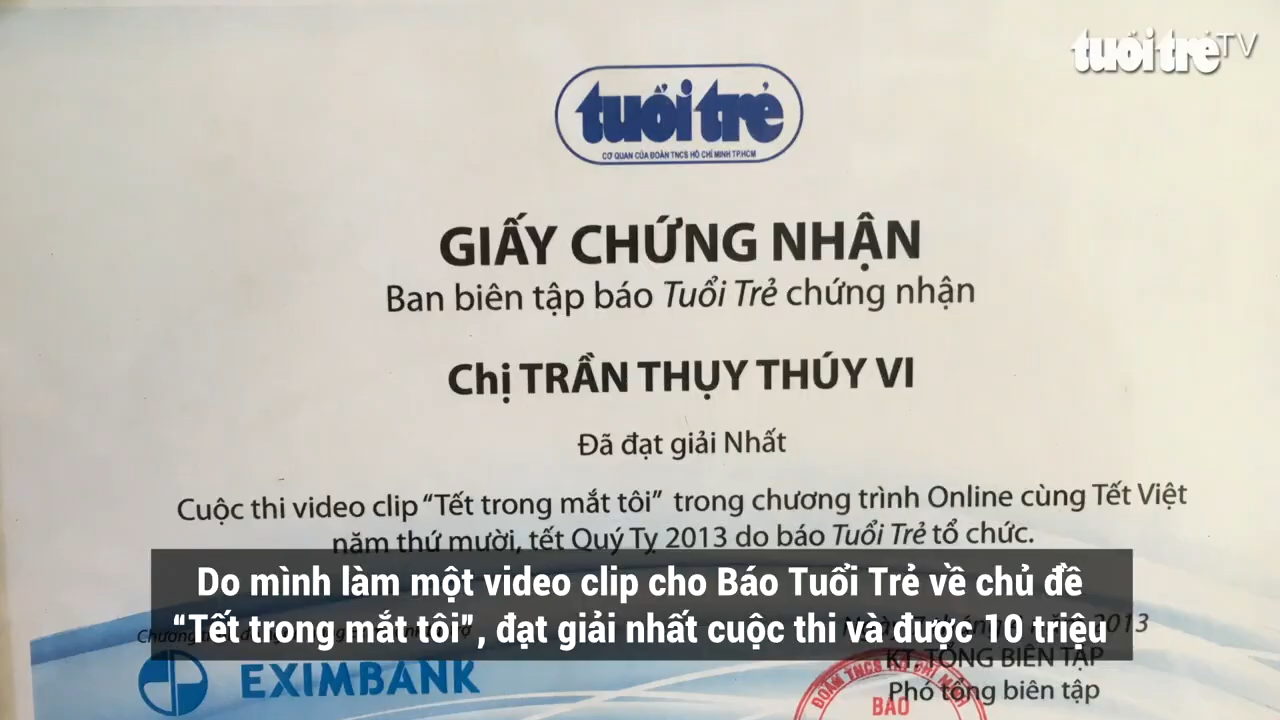 tuổi trẻ TV
tuổi trẻ
CƠ QUAN CỦA ĐOÀN TNCS HỒ CHÍ MINH TP.HCM
GIẤY CHỨNG NHẬN
Ban biên tập báo Tuổi Trẻ chứng nhận
Chị TRẦN THỤY THÚY VI
Đã đạt giải Nhất
Cuộc thi video clip “Tết trong mắt tôi” trong chương trình Online cùng Tết Việt
năm thứ mười, tết Quý Tỵ 2013 do báo Tuổi Trẻ tổ chức.
Do mình làm một video clip cho Báo Tuổi Trẻ về chủ đề
“Tết trong mắt tôi”, đạt giải nhất cuộc thi và được 10 triệu
2013
KT. TỔNG BIÊN TẬP
Phó tổng biên tập
EXIMBANK
BÁO